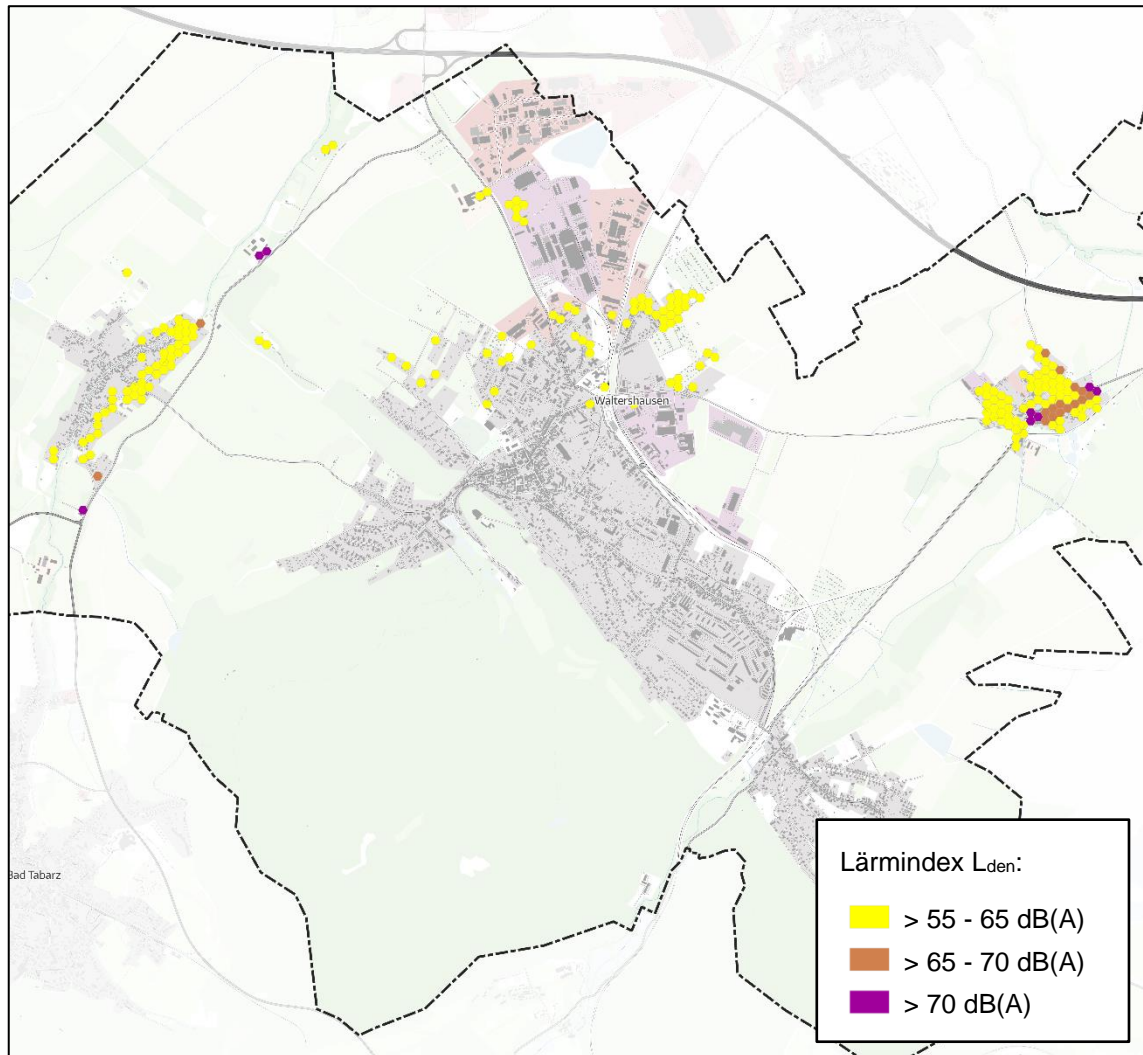 Waltershausen
Bad Tabarz
Lärmindex Lden:
> 55 - 65 dB(A)
> 65 - 70 dB(A)
> 70 dB(A)